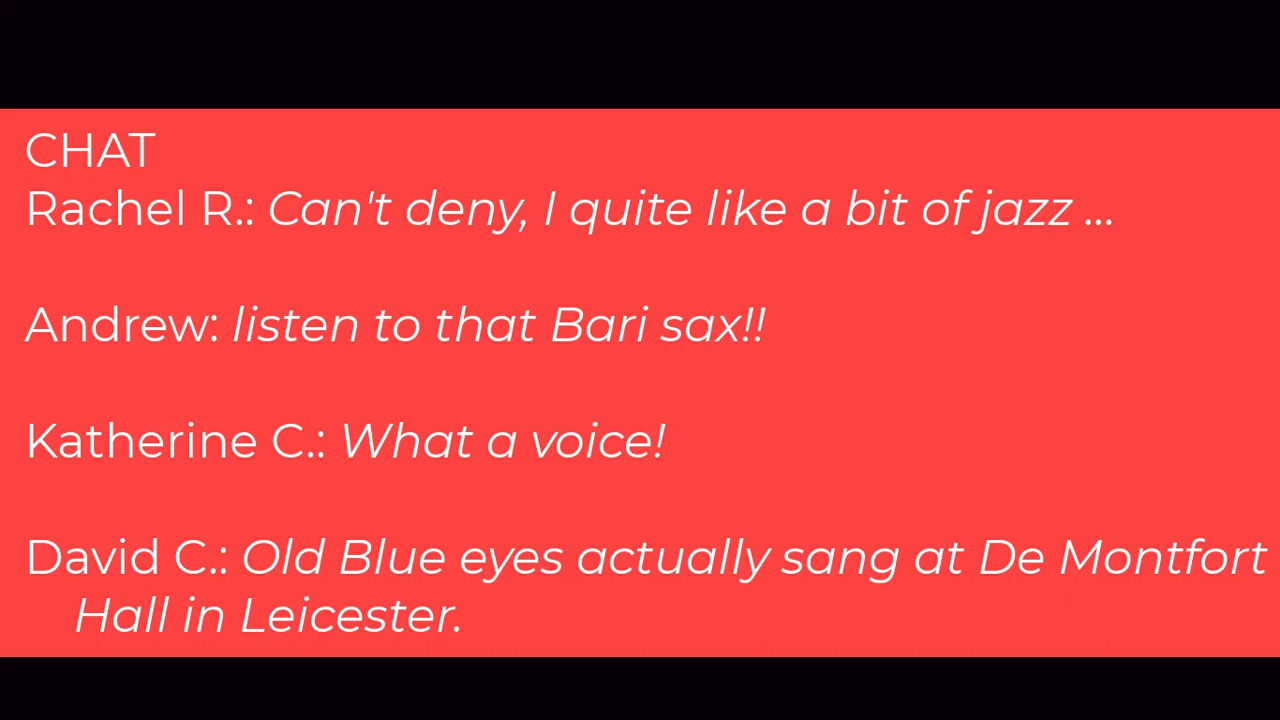 CHAT
Rachel R.: Can't deny, I quite like a bit of jazz ...
Andrew: listen to that Bari sax!!
Katherine C.: What a voice!
David C.: Old Blue eyes actually sang at De Montfort
Hall in Leicester.